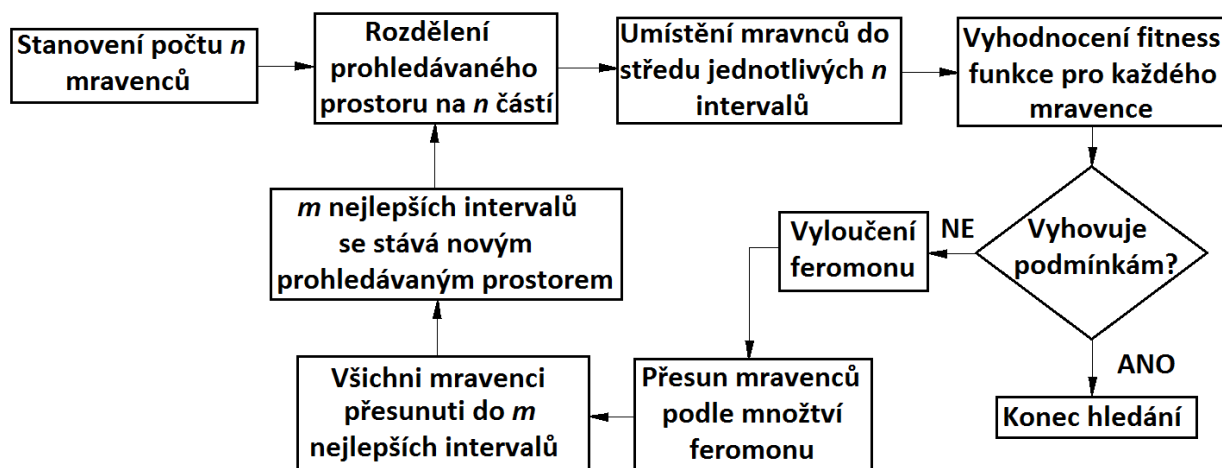 Stanovení počtu n
mravenců
Rozdělení
prohledávaného
prostoru na n částí
Umístění mravnců do
středu jednotlivých n
intervalů
Vyhodnocení fitness
funkce pro každého
mravence
Vyhovuje
podmínkám?
NE
ANO
Konec hledání
Vyloučení
feromonu
Přesun mravenců
podle množtví
feromonu
Všichni mravenci
přesunuti do m
nejlepších intervalů
m nejlepších intervalů
se stává novým
prohledávaným prostorem